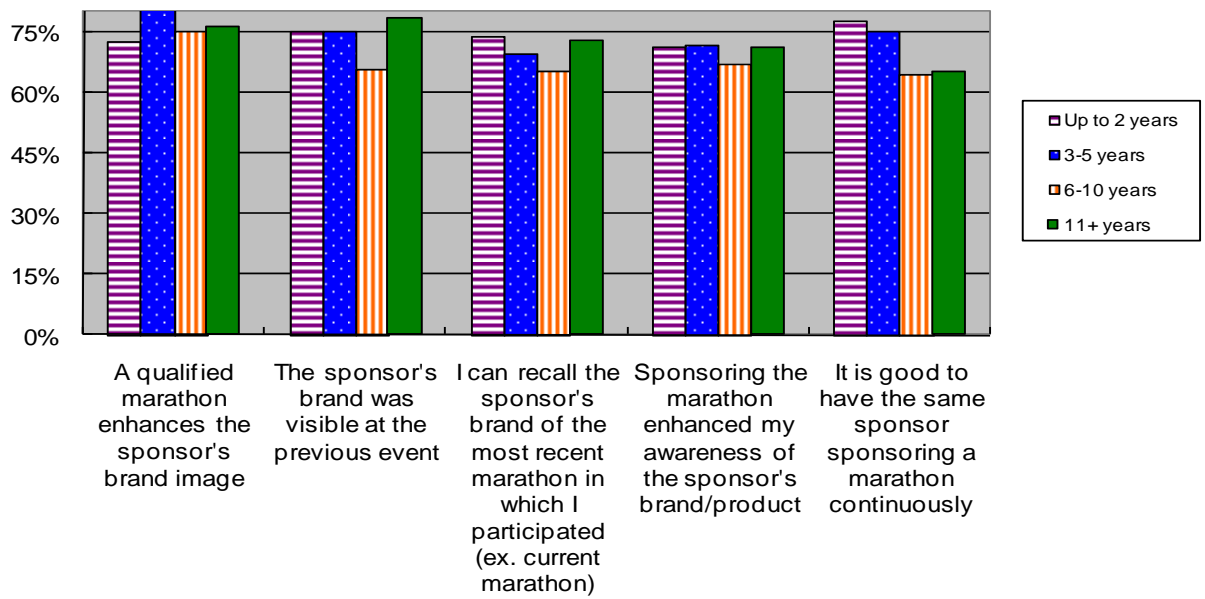 75%
60%
45%
30%
15%
0%
A qualified
marathon
enhances the
sponsor's
brand image
The sponsor's
brand was
visible at the
previous event
I can recall the
sponsor's
brand of the
most recent
marathon in
which I
participated
(ex. current
marathon)
Sponsoring the
marathon
enhanced my
awareness of
the sponsor's
brand/product
It is good to
have the same
sponsor
sponsoring a
marathon
continuously
Up to 2 years
3-5 years
6-10 years
11+ years